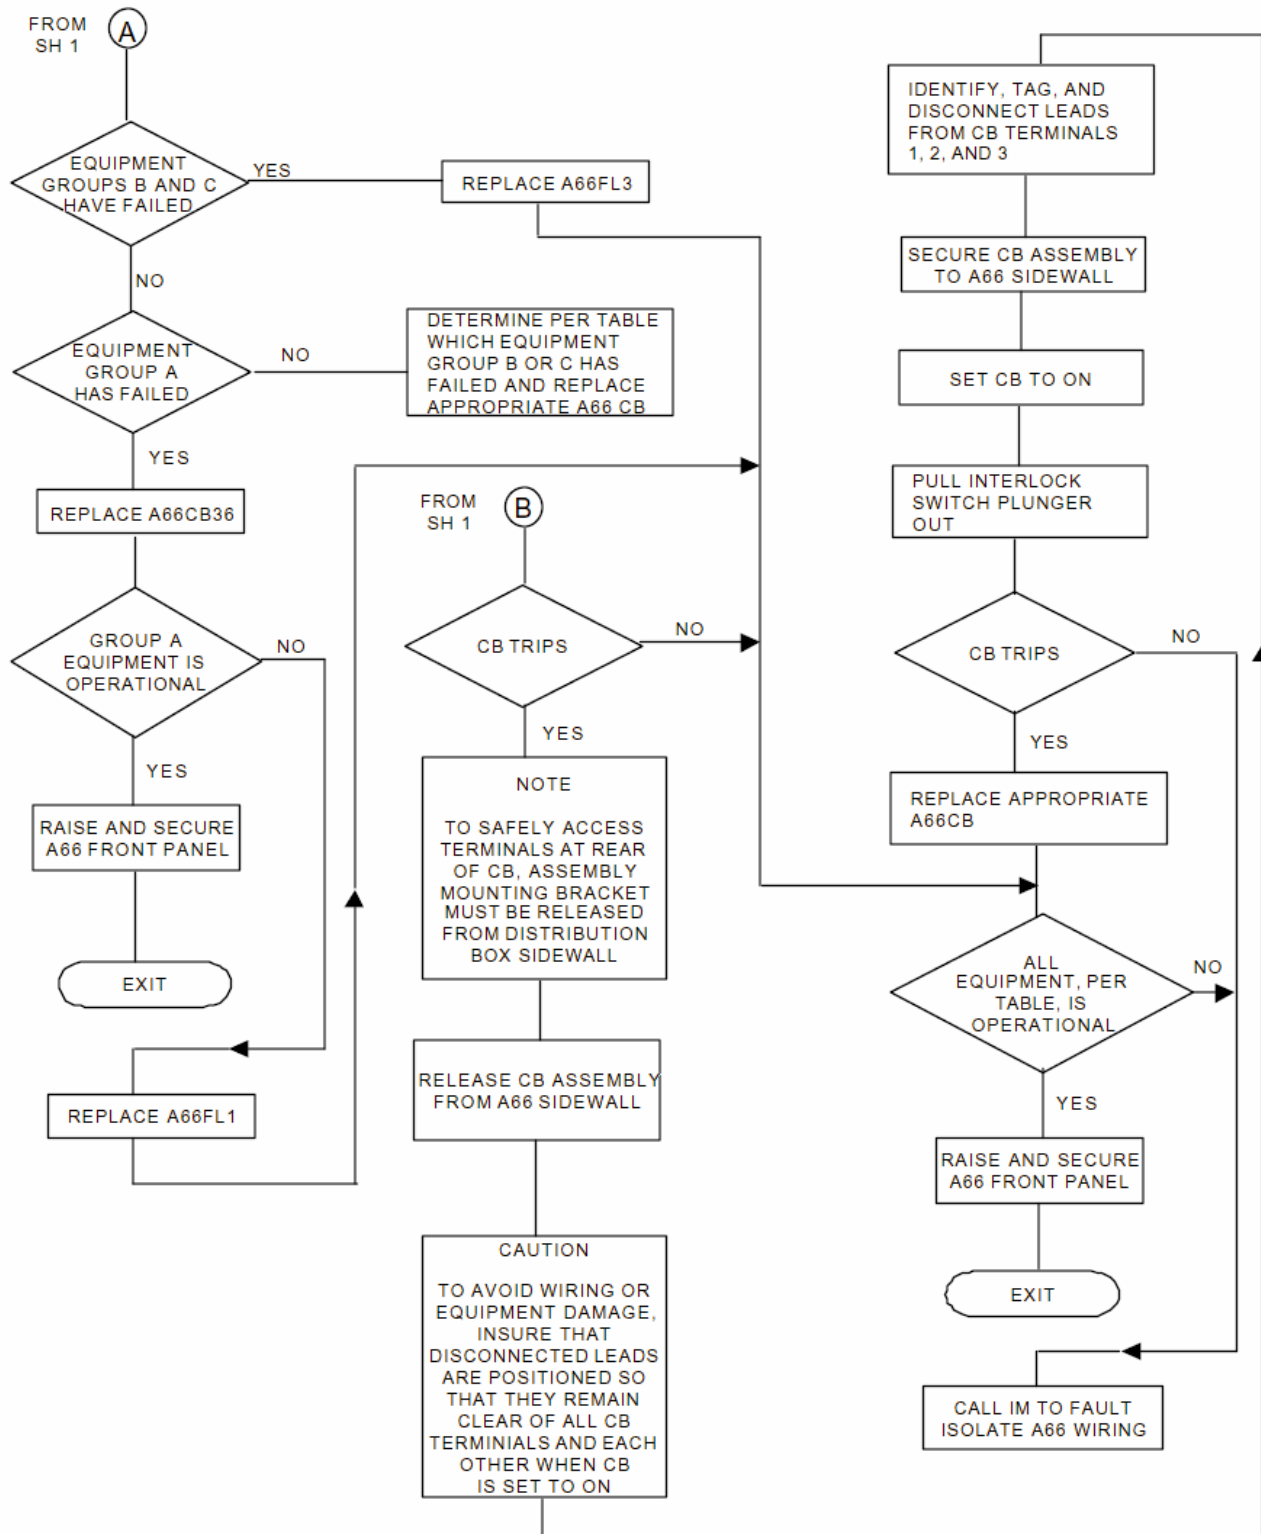 FROM
SH 1
A
EQUIPMENT
GROUPS B AND C
HAVE FAILED
YES
REPLACE A66FL3
NO
EQUIPMENT
GROUP A
HAS FAILED
NO
DETERMINE PER TABLE
WHICH EQUIPMENT
GROUP B OR C HAS
FAILED AND REPLACE
APPROPRIATE A66 CB
YES
REPLACE A66CB36
GROUP A
EQUIPMENT IS
OPERATIONAL
NO
YES
RAISE AND SECURE
A66 FRONT PANEL
EXIT
REPLACE A66FL1
FROM
SH 1
B
CB TRIPS
NO
YES
NOTE
TO SAFELY ACCESS
TERMINALS AT REAR
OF CB, ASSEMBLY
MOUNTING BRACKET
MUST BE RELEASED
FROM DISTRIBUTION
BOX SIDEWALL
RELEASE CB ASSEMBLY
FROM A66 SIDEWALL
CAUTION
TO AVOID WIRING OR
EQUIPMENT DAMAGE,
INSURE THAT
DISCONNECTED LEADS
ARE POSITIONED SO
THAT THEY REMAIN
CLEAR OF ALL CB
TERMINIALS AND EACH
OTHER WHEN CB
IS SET TO ON
IDENTIFY, TAG, AND
DISCONNECT LEADS
FROM CB TERMINALS
1, 2, AND 3
SECURE CB ASSEMBLY
TO A66 SIDEWALL
SET CB TO ON
PULL INTERLOCK
SWITCH PLUNGER
OUT
CB TRIPS
NO
YES
REPLACE APPROPRIATE
A66CB
ALL
EQUIPMENT, PER
TABLE, IS
OPERATIONAL
NO
YES
RAISE AND SECURE
A66 FRONT PANEL
EXIT
CALL IM TO FAULT
ISOLATE A66 WIRING